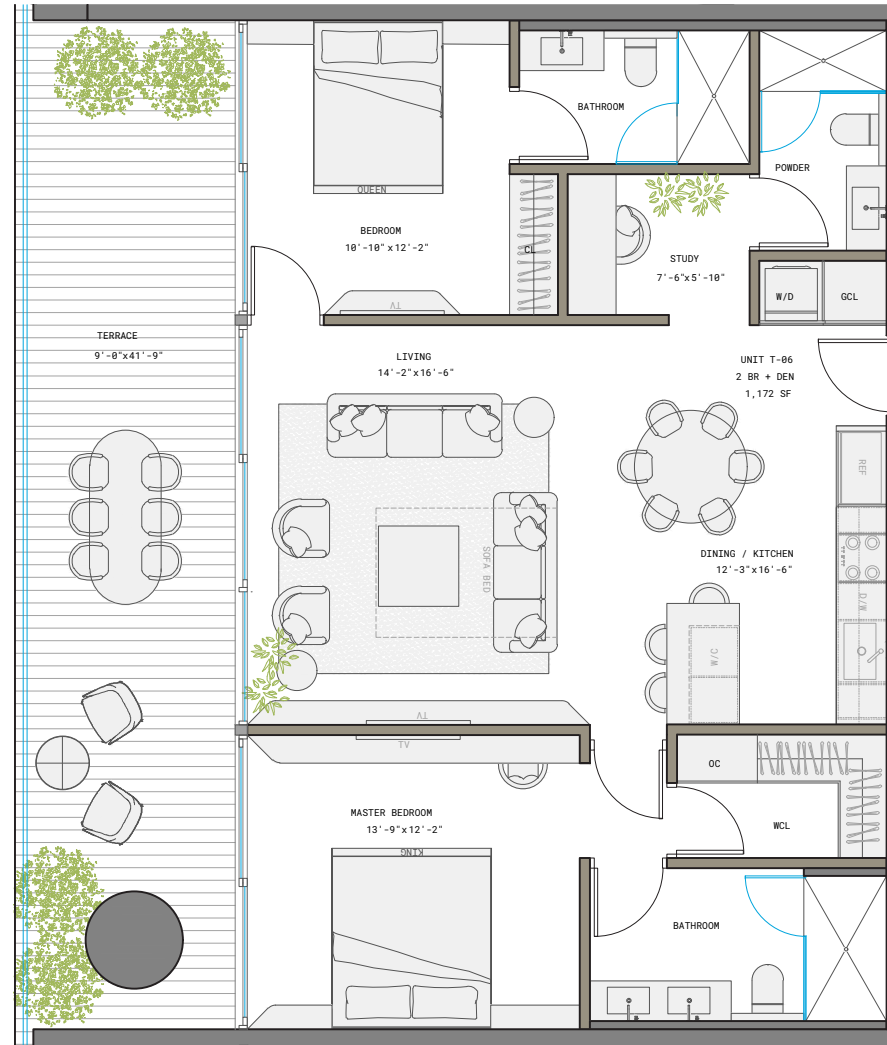 BATHROOM
POWDER
QUEEN
BEDROOM
10'-10"x12'-2"
CL
STUDY
7'-6"x5'-10"
W/D
GCL
TV
TERRACE
9'-0"x41'-9"
LIVING
14'-2"x16'-6"
UNIT T-06
2 BR + DEN
1,172 SF
REF
SOFA BED
DINING / KITCHEN
12'-3"x16'-6"
D/W
W/C
TV
TV
OC
MASTER BEDROOM
13'-9"x12'-2"
WCL
KING
BATHROOM